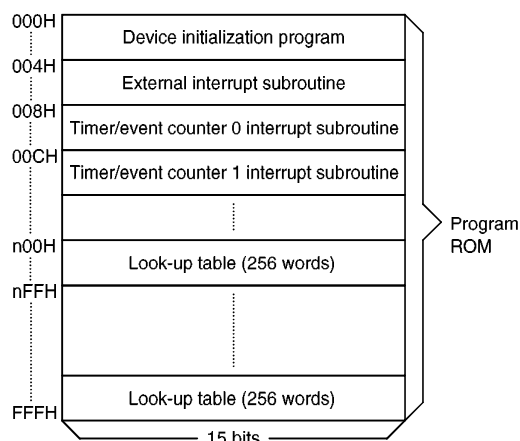 000H
Device initialization program
004H
External interrupt subroutine
008H
Timer/event counter 0 interrupt subroutine
00CH
Timer/event counter 1 interrupt subroutine
Program
ROM
n00H
Look-up table (256 words)
nFFH
Look-up table (256 words)
FFFH
15 bits